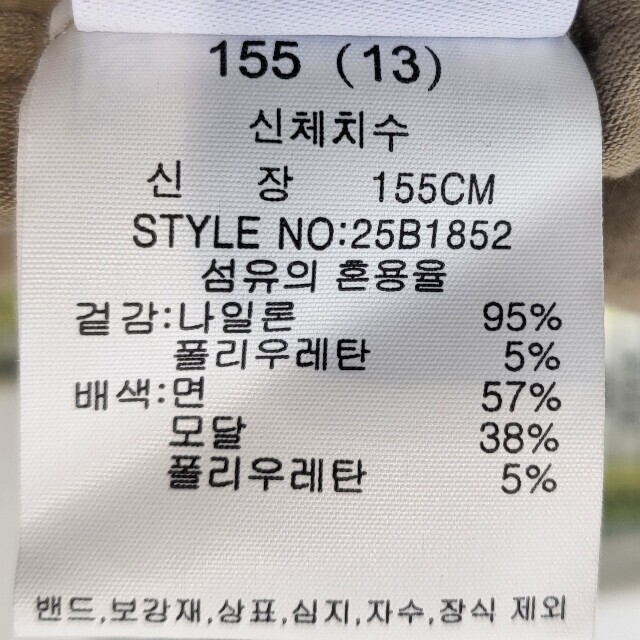 155 (13)
신체치수
신 장 155CM
STYLE NO:25B1852
섬유의 혼용율
겉감:나일론 95%
폴리우레탄 5%
배색:면 57%
모달 38%
폴리우레탄 5%
밴드,보강재,상표,심지,자수,장식 제외